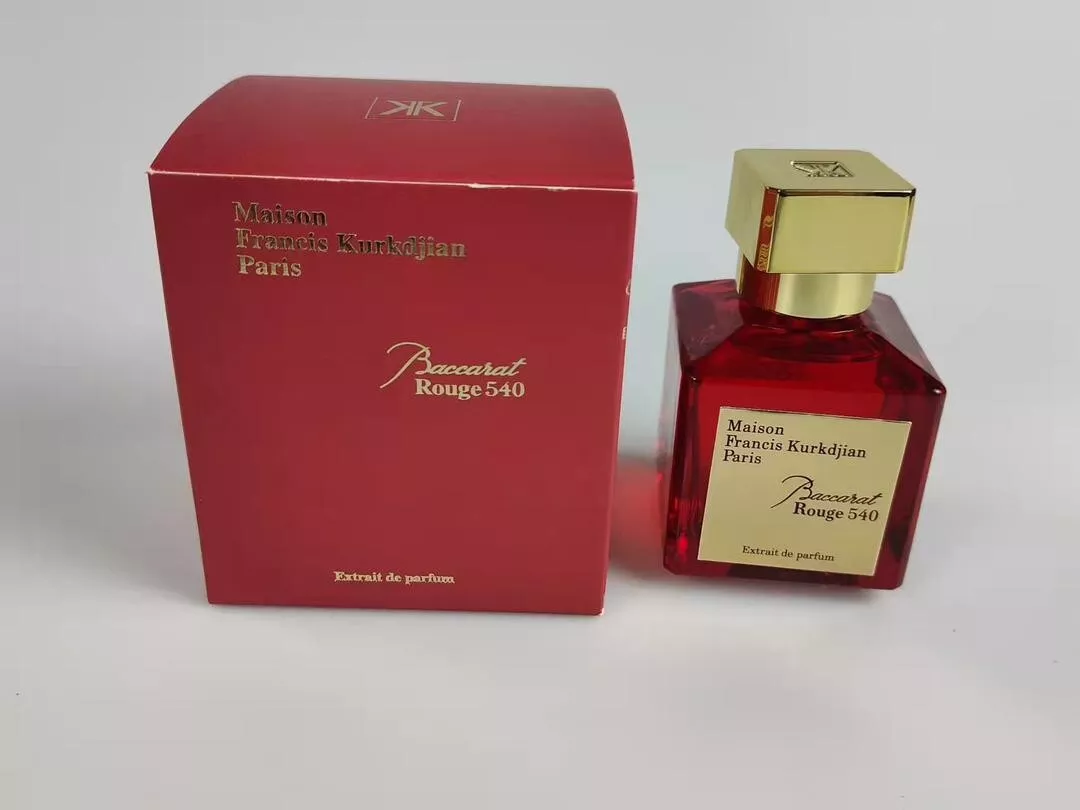 Maison
Francis Kurkdjian
Paris
Baccarat
Rouge 540
Extrait de parfum
Maison
Francis Kurkdjian
Paris
Baccarat
Rouge 540
Extrait de parfum